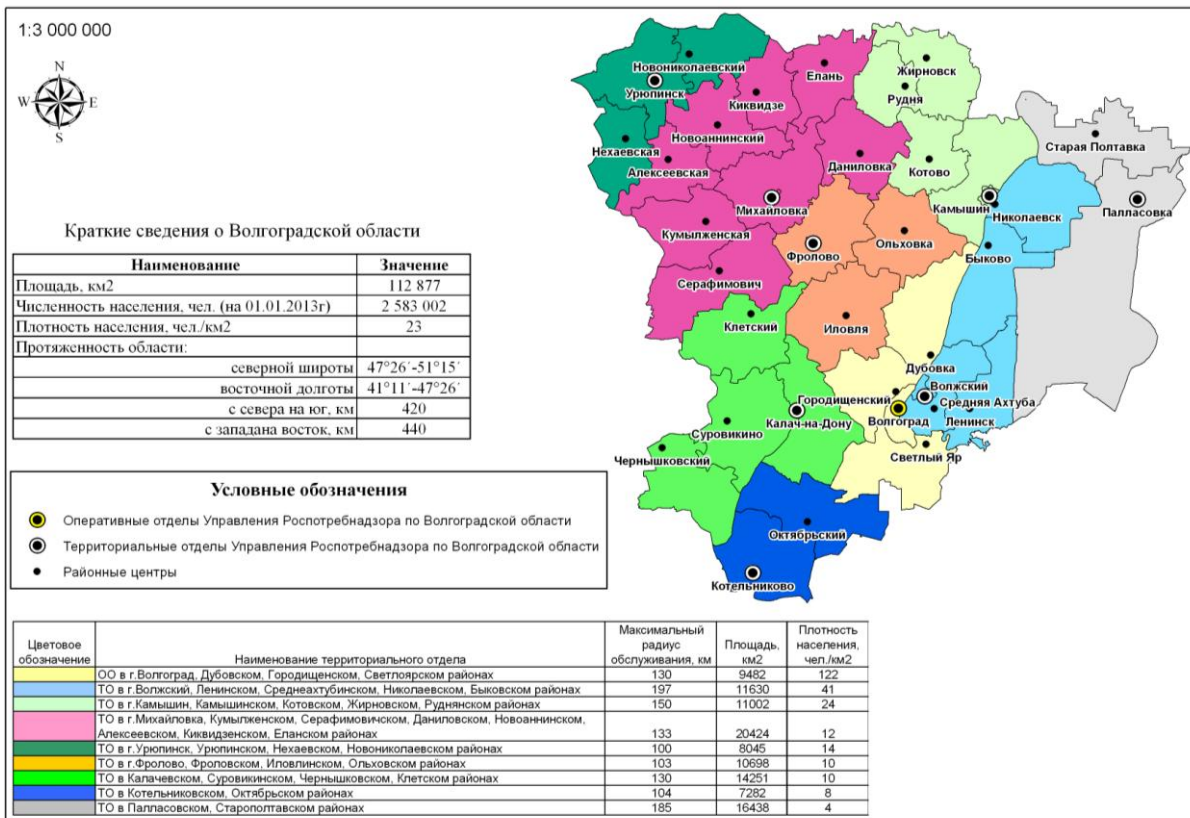 1:3 000 000
N
W E
S
Краткие сведения о Волгоградской области
Наименование Значение
Площадь, км2 112 877
Численность населения, чел. (на 01.01.2013г) 2 583 002
Плотность населения, чел./км2 23
Протяженность области:
северной широты 47°26´-51°15´
восточной долготы 41°11´-47°26´
с севера на юг, км 420
с западана восток, км 440
Условные обозначения
Оперативные отделы Управления Роспотребнадзора по Волгоградской области
Территориальные отделы Управления Роспотребнадзора по Волгоградской области
Районные центры
Новониколаевский
Урюпинск
Нехаевская
Елань
Киквидзе
Новоаннинский
Алексеевская
Даниловка
Михайловка
Кумылженская
Серафимович
Жирновск
Рудня
Котово
Камышин
Николаевск
Старая Полтавка
Палласовка
Быково
Фролово
Ольховка
Иловля
Клетский
Дубовка
Волжский
Городищенский
Средняя Ахтуба
Волгоград
Ленинск
Калач-на-Дону
Суровикино
Светлый Яр
Чернышковский
Октябрьский
Котельниково
Цветовое обозначение Наименование территориального отдела Максимальный радиус обслуживания, км Площадь, км2 Плотность населения, чел./км2
ОО в г.Волгоград, Дубовском, Городищенском, Светлоярском районах 130 9482 122
ТО в г.Волжский, Ленинском, Среднеахтубинском, Николаевском, Быковском районах 197 11630 41
ТО в г.Камышин, Камышинском, Котовском, Жирновском, Руднянском районах 150 11002 24
ТО в г.Михайловка, Кумылженском, Серафимовичском, Даниловском, Новоаннинском,
Алексеевском, Киквидзенском, Еланском районах 133 20424 12
ТО в г.Урюпинск, Урюпинском, Нехаевском, Новониколаевском районах 100 8045 14
ТО в г.Фролово, Фроловском, Иловлинском, Ольховском районах 103 10698 10
ТО в Калачевском, Суровикинском, Чернышковском, Клетском районах 130 14251 10
ТО в Котельниковском, Октябрьском районах 104 7282 8
ТО в Палласовском, Старополтавском районах 185 16438 4